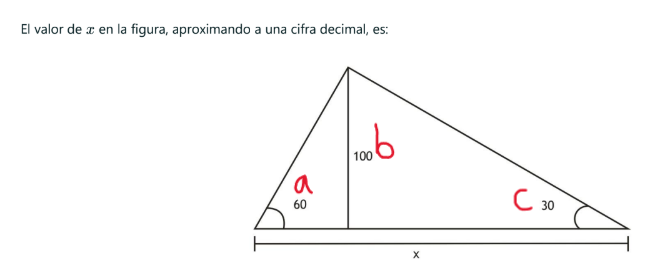 El valor de x en la figura, aproximando a una cifra decimal, es:
b
100
a
60
c
30
x